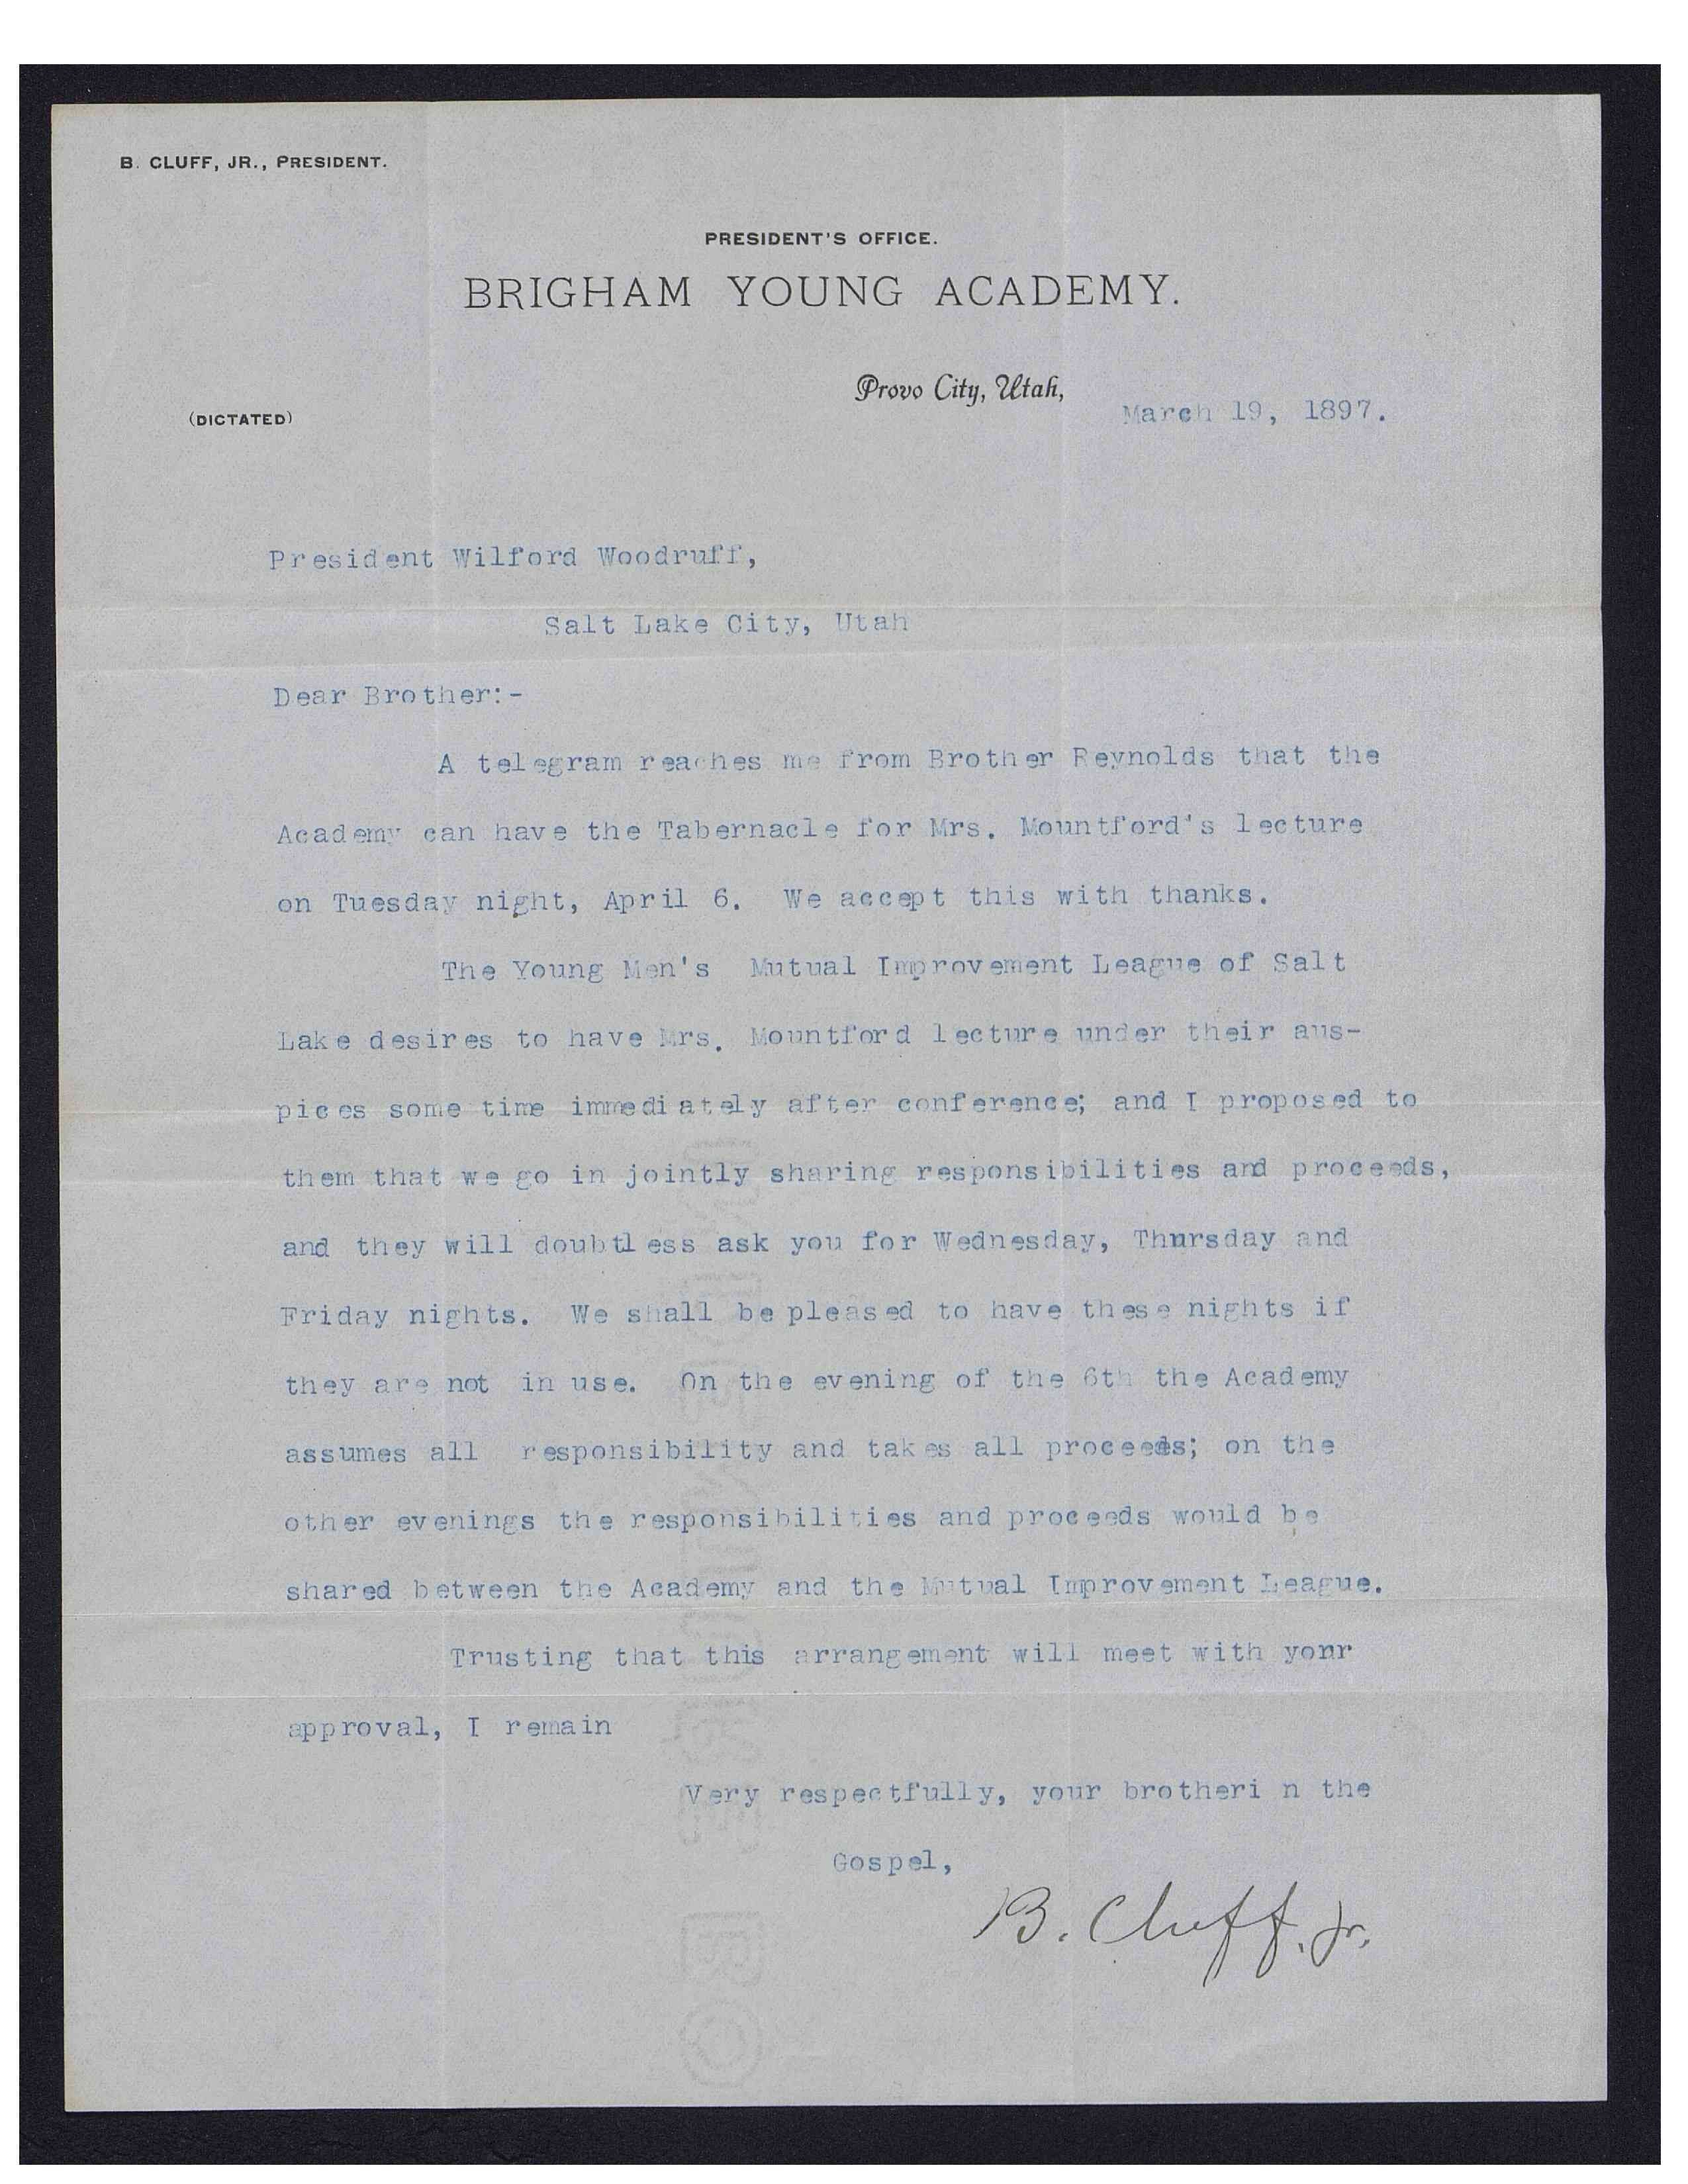 B. CLUFF, JR., PRESIDENT.
PRESIDENT'S OFFICE.
BRIGHAM YOUNG ACADEMY.
Provo City, Utah,
(DICTATED)
March 19, 1897.
President Wilford Woodruff,
Salt Lake City, Utah
Dear Brother:-
A telegram reaches me from Brother Reynolds that the
Academy can have the Tabernacle for Mrs. Mountford's lecture
on Tuesday night, April 6. We accept this with thanks.
The Young Men's Mutual Improvement League of Salt
Lake desires to have Mrs. Mountford lecture under their aus-
pices some time immediately after conference; and I proposed to
them that we go in jointly sharing responsibilities and proceeds,
and they will doubtless ask you for Wednesday, Thursday and
Friday nights. We shall be pleased to have these nights if
they are not in use. On the evening of the 6th the Academy
assumes all responsibility and takes all proceeds; on the
other evenings the responsibilities and proceeds would be
shared between the Academy and the Mutual Improvement League.
Trusting that this arrangement will meet with yonr
approval, I remain
Very respectfully, your brotheri n the
Gospel,
B. Cluff, Jr.